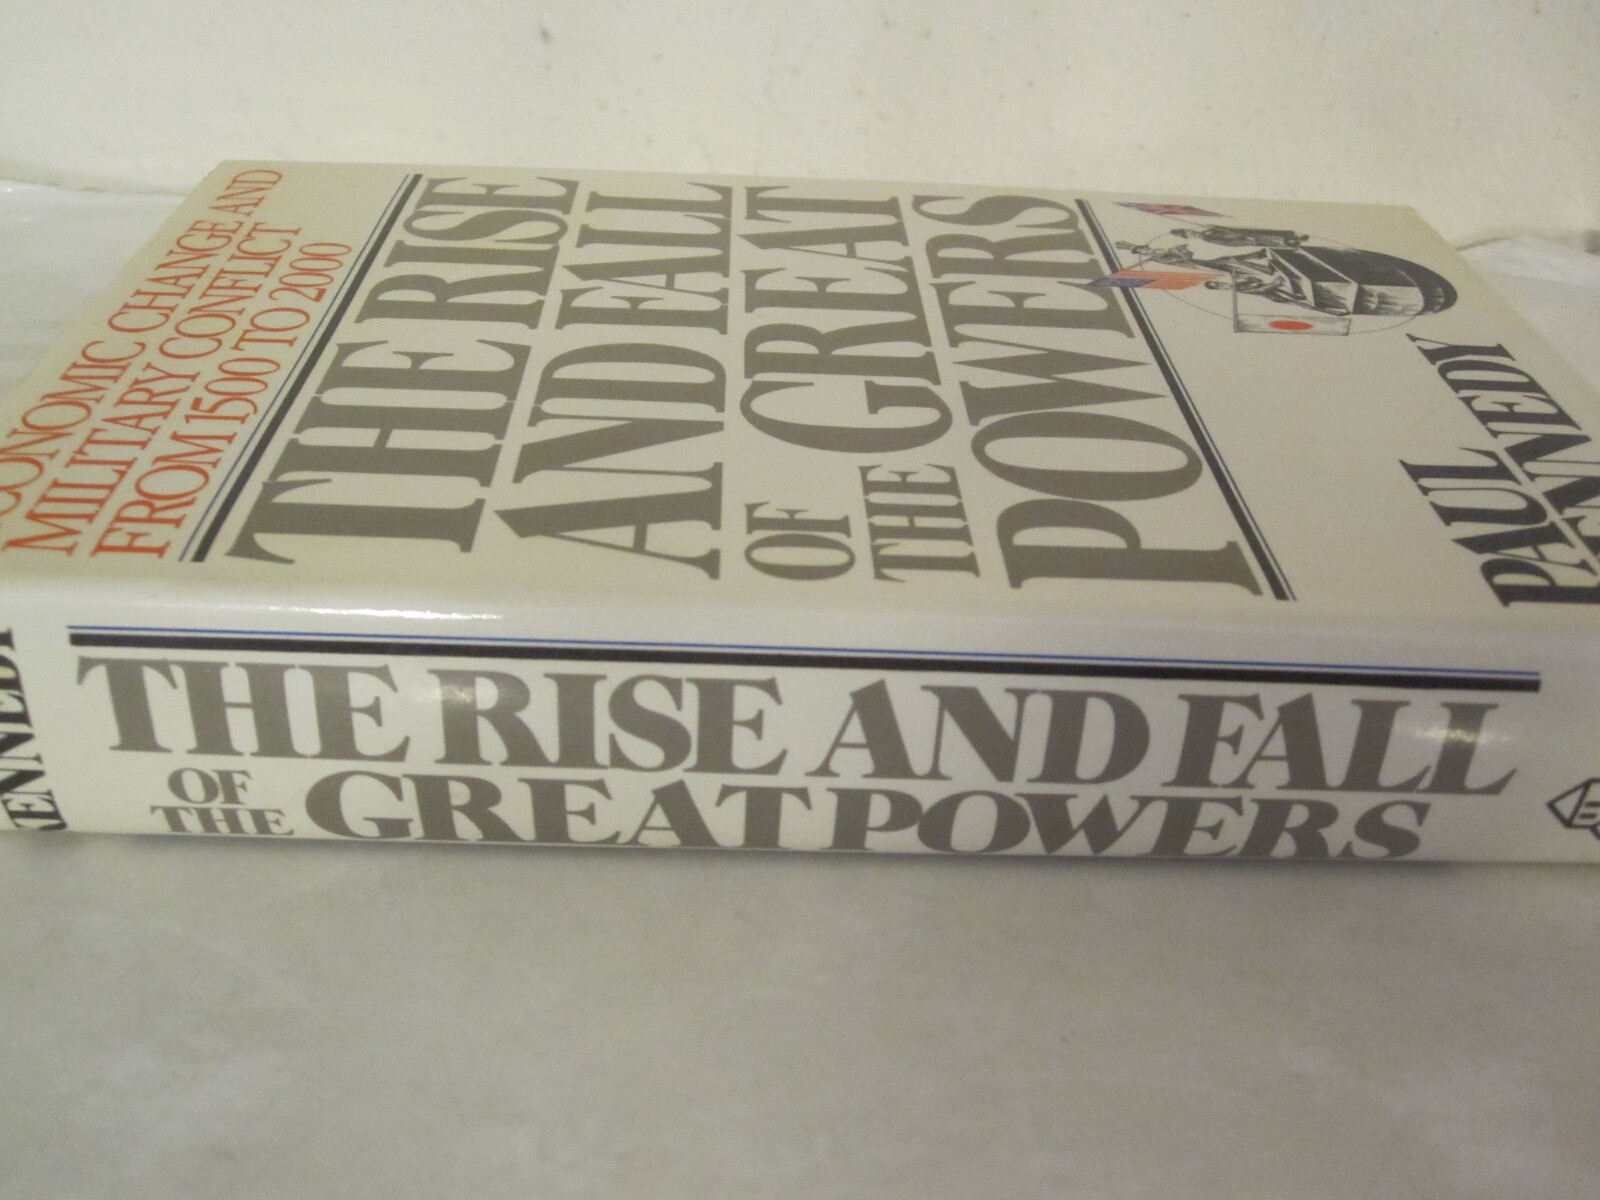 ECONOMIC CHANGE AND
MILITARY CONFLICT
FROM 1500 TO 2000
THE RISE
AND FALL
OF GREAT
THE POWERS
PAUL
KENNEDY
KENNEDY
THE RISE AND FALL
OF THE GREAT POWERS